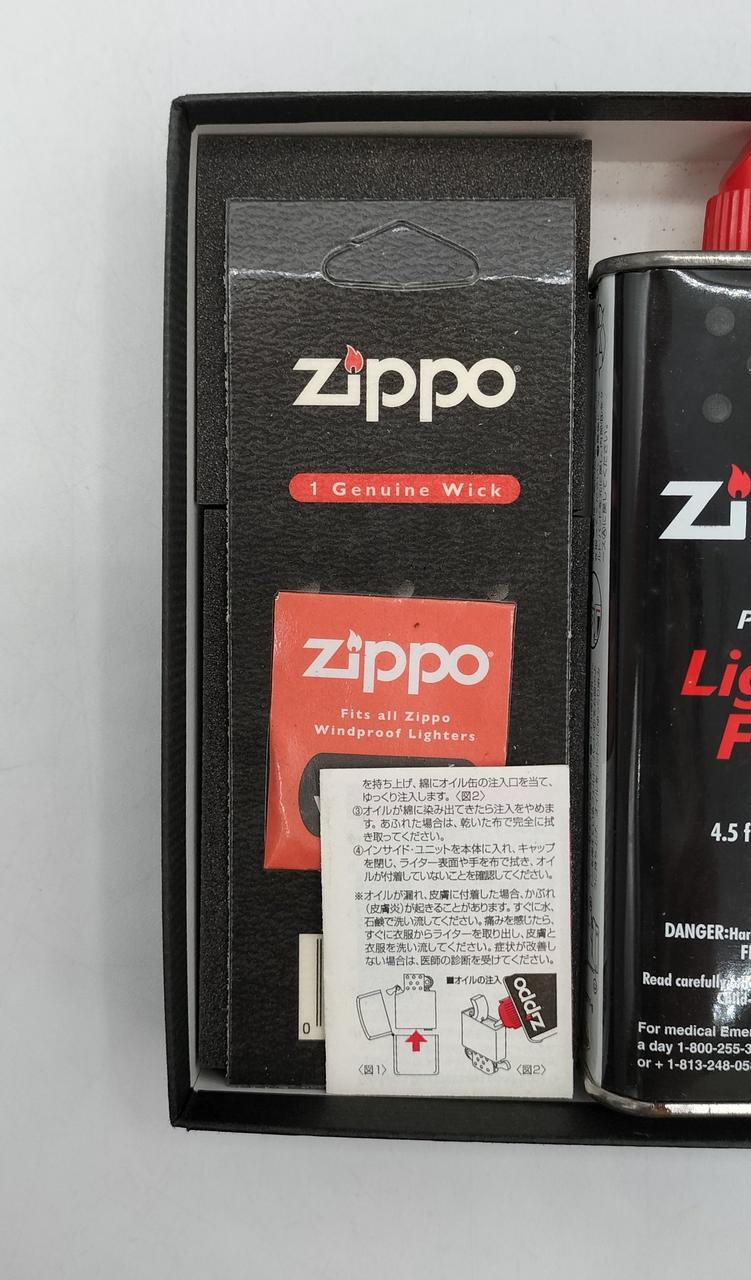 zippo
1 Genuine Wick
zippo
Fits all Zippo
Windproof Lighters
を持ち上げ、綿にオイル缶の注入口を当て、
ゆっくり注入します。〈図2〉
③オイルが綿に染み出てきたら注入をやめま
す。あふれた場合は、乾いた布で完全に拭
き取ってください。
④インサイド・ユニットを本体に入れ、キャップ
を閉じ、ライター表面や手を布で拭き、オイ
ルが付着していないことを確認してください。
※オイルが漏れ、皮膚に付着した場合、かぶれ
（皮膚炎）が起きることがあります。すぐに水、
石鹸で洗い流してください。痛みを感じたら、
すぐに衣服からライターを取り出し、皮膚と
衣服を洗い流してください。症状が改善し
ない場合は、医師の診断を受けてください。
■オイルの注入
zippo
〈図1〉
〈図2〉
0
Zi
P
Lig
F
4.5 f
DANGER:Har
Fl
Read carefully
For medical Emer
a day 1-800-255-3
or + 1-813-248-05